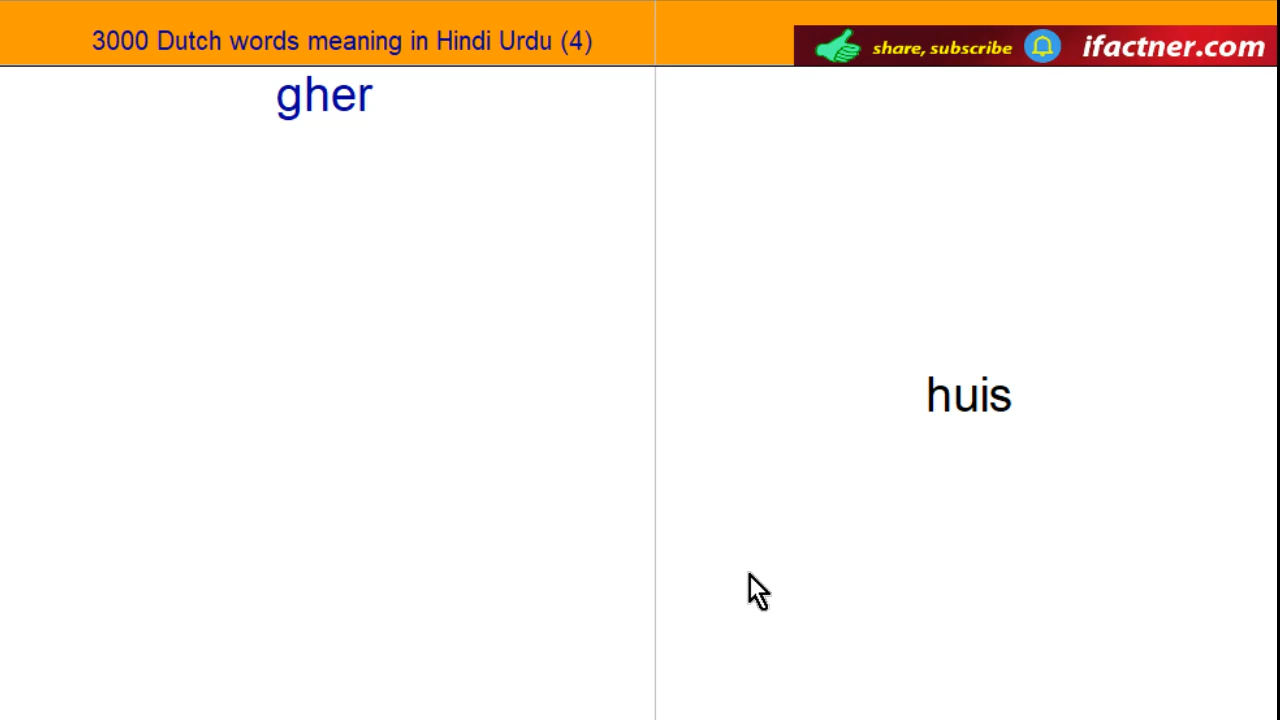 3000 Dutch words meaning in Hindi Urdu (4)
share, subscribe
ifactner.com
gher
huis